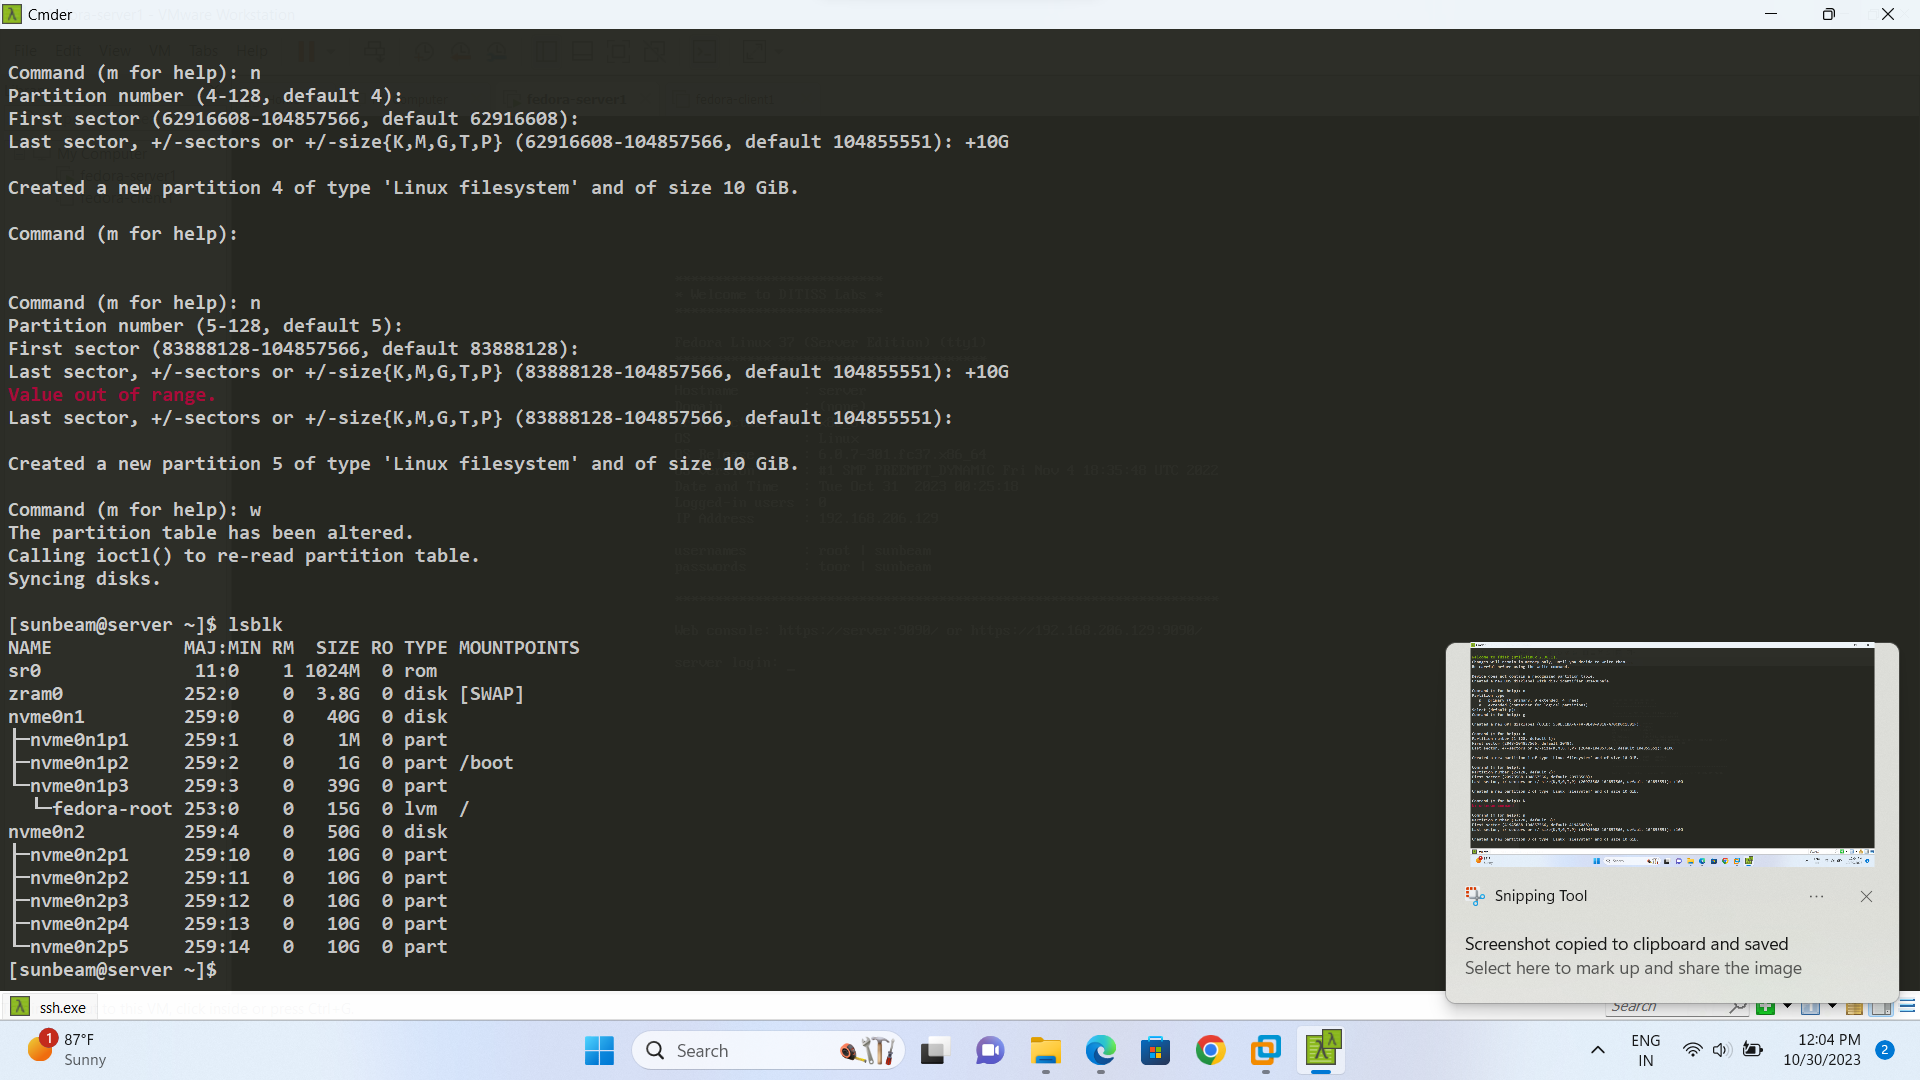 Cmder
Command (m for help): n
Partition number (4-128, default 4):
First sector (62916608-104857566, default 62916608):
Last sector, +/-sectors or +/-size{K,M,G,T,P} (62916608-104857566, default 104855551): +10G
Created a new partition 4 of type 'Linux filesystem' and of size 10 GiB.
Command (m for help):
Command (m for help): n
Partition number (5-128, default 5):
First sector (83888128-104857566, default 83888128):
Last sector, +/-sectors or +/-size{K,M,G,T,P} (83888128-104857566, default 104855551): +10G
Value out of range.
Last sector, +/-sectors or +/-size{K,M,G,T,P} (83888128-104857566, default 104855551):
Created a new partition 5 of type 'Linux filesystem' and of size 10 GiB.
Command (m for help): w
The partition table has been altered.
Calling ioctl() to re-read partition table.
Syncing disks.
[sunbeam@server ~]$ lsblk
NAME MAJ:MIN RM SIZE RO TYPE MOUNTPOINTS
sr0 11:0 1 1024M 0 rom
zram0 252:0 0 3.8G 0 disk [SWAP]
nvme0n1 259:0 0 40G 0 disk
├─nvme0n1p1 259:1 0 1M 0 part
├─nvme0n1p2 259:2 0 1G 0 part /boot
└─nvme0n1p3 259:3 0 39G 0 part
└─fedora-root 253:0 0 15G 0 lvm /
nvme0n2 259:4 0 50G 0 disk
├─nvme0n2p1 259:10 0 10G 0 part
├─nvme0n2p2 259:11 0 10G 0 part
├─nvme0n2p3 259:12 0 10G 0 part
├─nvme0n2p4 259:13 0 10G 0 part
└─nvme0n2p5 259:14 0 10G 0 part
[sunbeam@server ~]$
Snipping Tool
Screenshot copied to clipboard and saved
Select here to mark up and share the image
ssh.exe
Search
1
87°F
Sunny
Search
ENG
IN
12:04 PM
10/30/2023
2